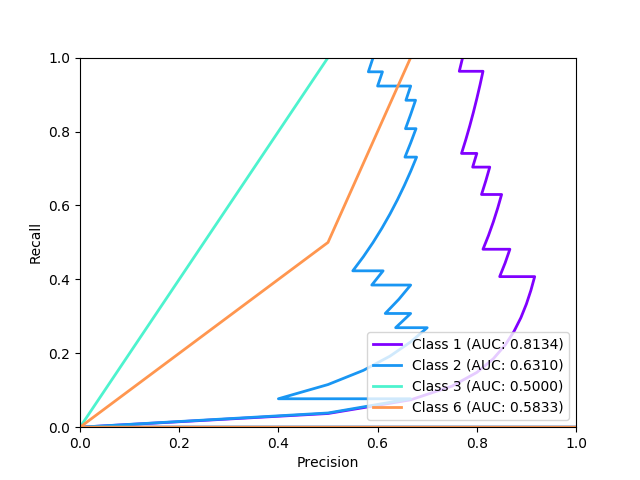 1.0
0.8
0.6
0.4
0.2
0.0
Recall
0.0 0.2 0.4 0.6 0.8 1.0
Precision
Class 1 (AUC: 0.8134)
Class 2 (AUC: 0.6310)
Class 3 (AUC: 0.5000)
Class 6 (AUC: 0.5833)